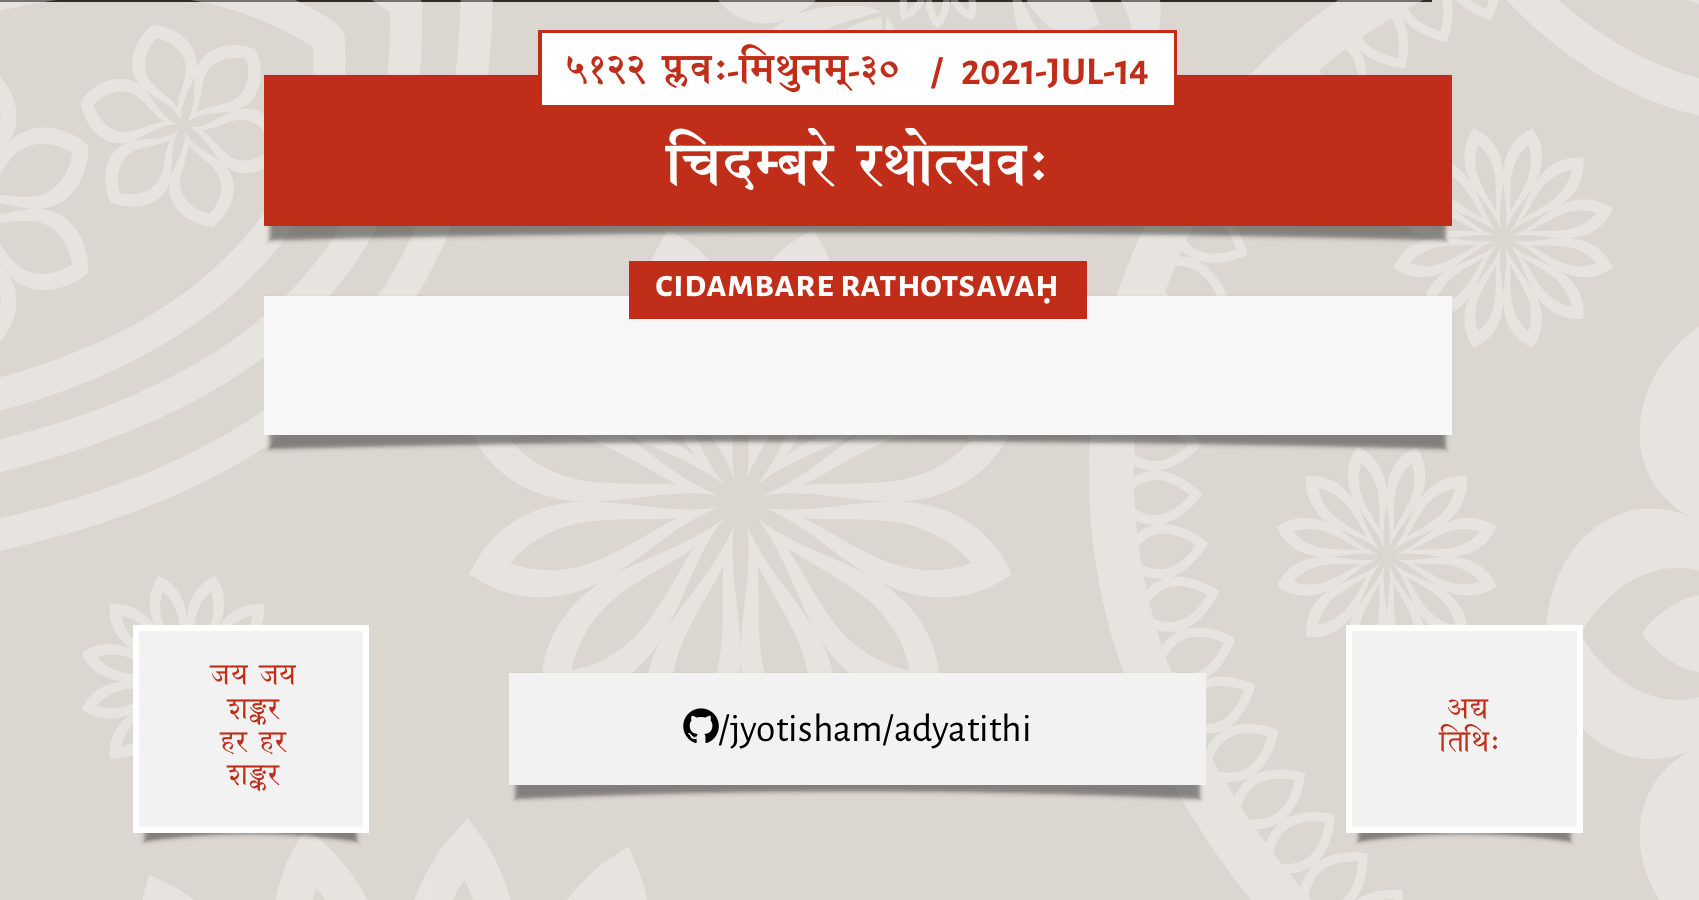 ५१२२ प्लवः-मिथुनम्-३० / 2021-JUL-14
चिदम्बरे रथोत्सवः
CIDAMBARE RATHOTSAVAḤ
जय जय
शङ्कर
हर हर
शङ्कर
/jyotisham/adyatithi
अद्य
तिथिः